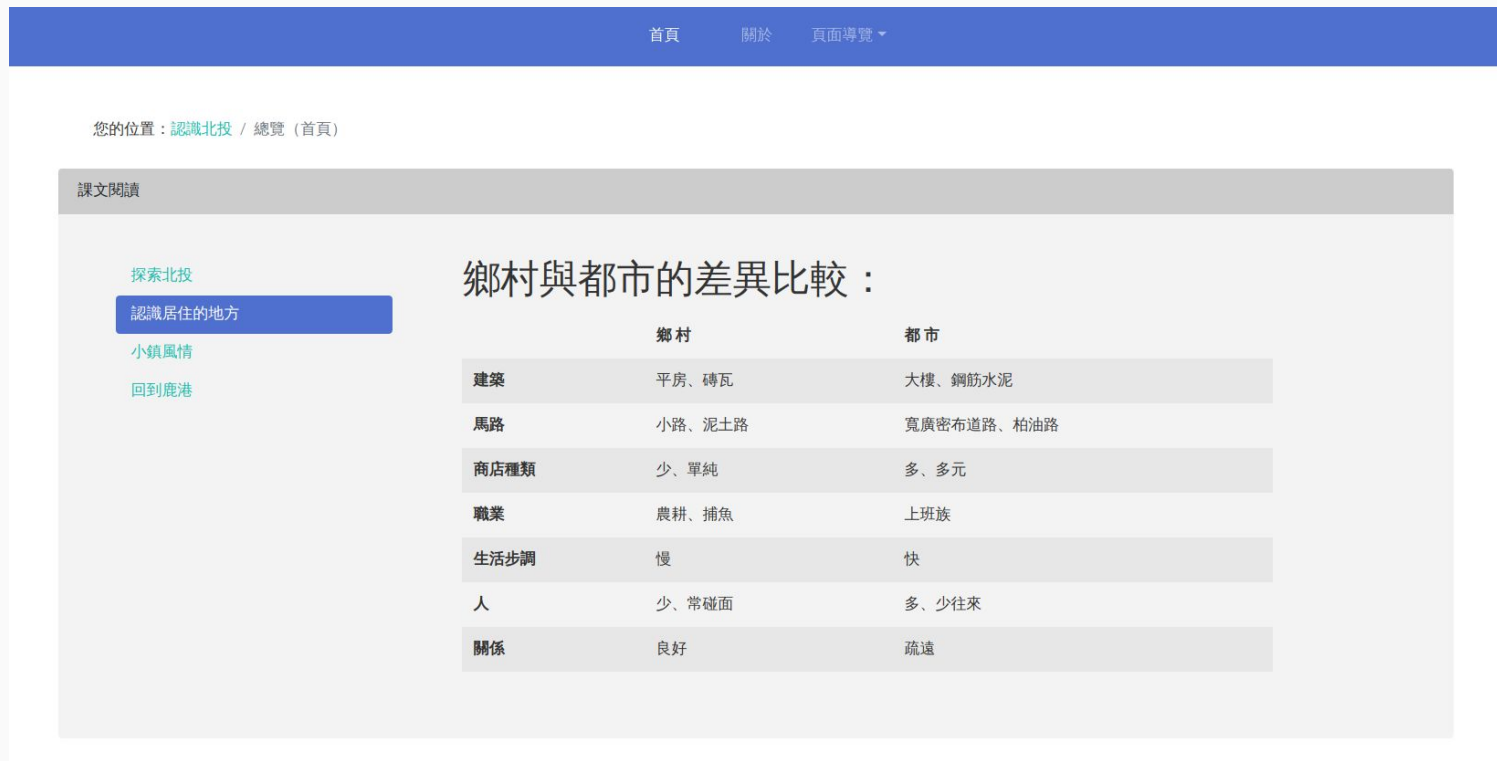 首頁 關於 頁面導覽
您的位置：認識北投 / 總覽（首頁）
課文閱讀
探索北投
認識居住的地方
小鎮風情
回到鹿港
鄉村與都市的差異比較：
鄉村 都市
建築 平房、磚瓦 大樓、鋼筋水泥
馬路 小路、泥土路 寬廣密布道路、柏油路
商店種類 少、單純 多、多元
職業 農耕、捕魚 上班族
生活步調 慢 快
人 少、常碰面 多、少往來
關係 良好 疏遠